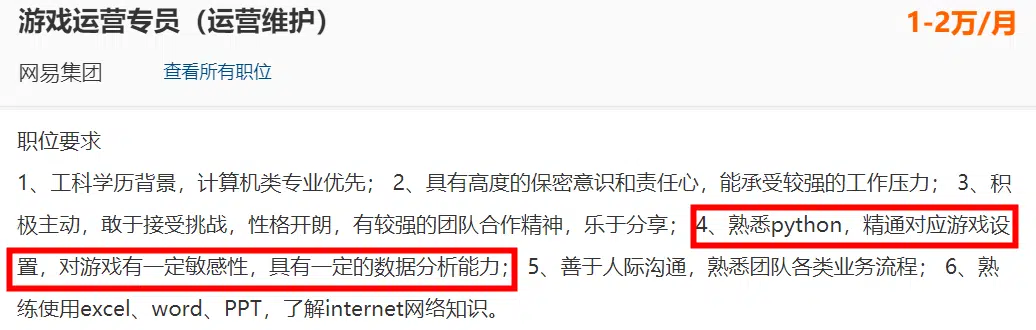 游戏运营专员（运营维护）
1-2万/月
网易集团
查看所有职位
职位要求
1、工科学历背景，计算机类专业优先； 2、具有高度的保密意识和责任心，能承受较强的工作压力； 3、积
极主动，敢于接受挑战，性格开朗，有较强的团队合作精神，乐于分享； 4、熟悉python，精通对应游戏设
置，对游戏有一定敏感性，具有一定的数据分析能力； 5、善于人际沟通，熟悉团队各类业务流程； 6、熟
练使用excel、word、PPT，了解internet网络知识。